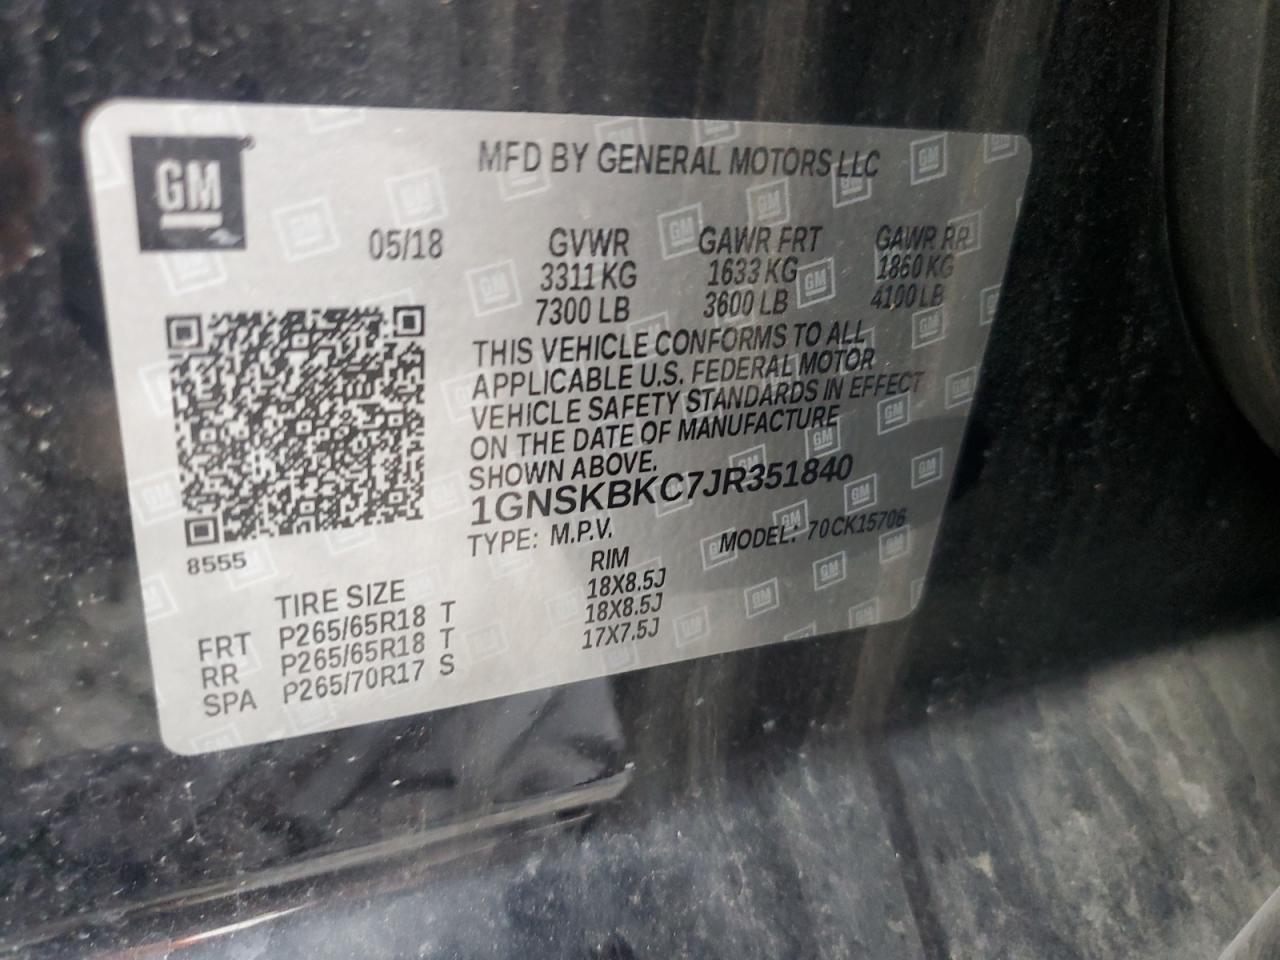 GM
MFD BY GENERAL MOTORS LLC
05/18 GVWR GAWR FRT GAWR RR
3311 KG 1633 KG 1860 KG
7300 LB 3600 LB 4100 LB
THIS VEHICLE CONFORMS TO ALL
APPLICABLE U.S. FEDERAL MOTOR
VEHICLE SAFETY STANDARDS IN EFFECT
ON THE DATE OF MANUFACTURE
SHOWN ABOVE.
1GNSKBKC7JR351840
TYPE: M.P.V. MODEL: 70CK15706
8555
TIRE SIZE RIM
FRT P265/65R18 T 18X8.5J
RR P265/65R18 T 18X8.5J
SPA P265/70R17 S 17X7.5J